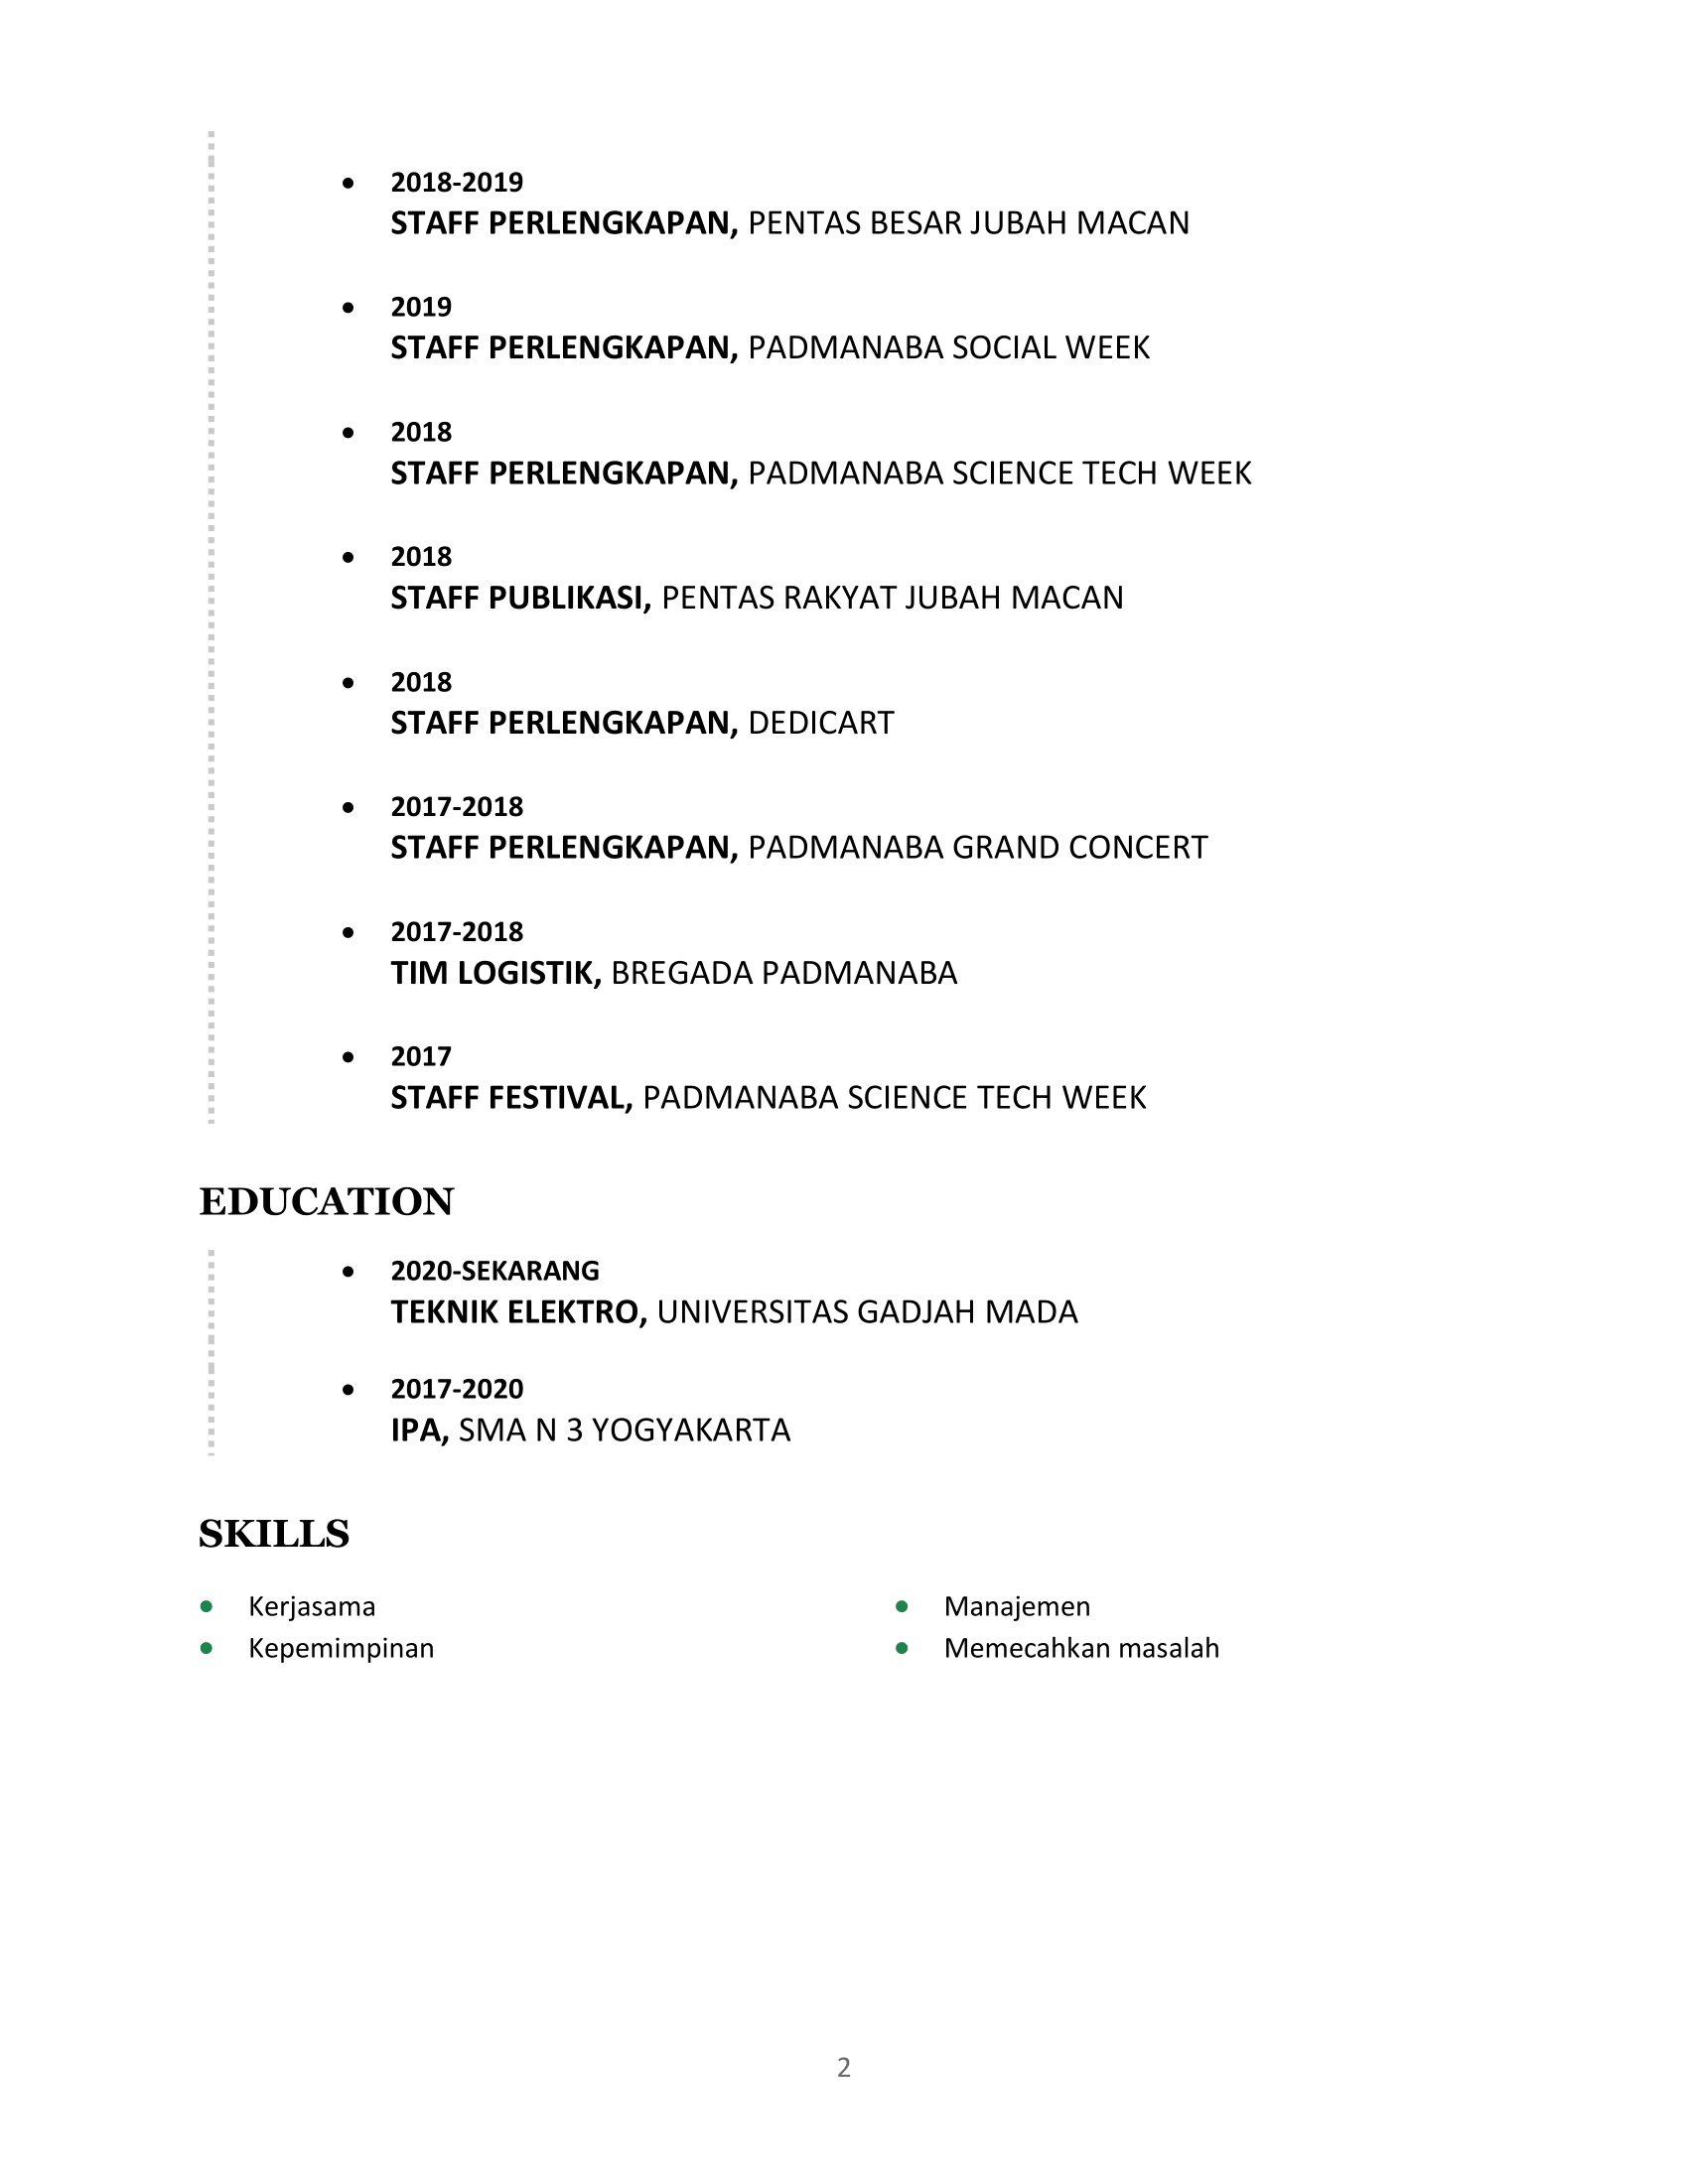 • 2018-2019
STAFF PERLENGKAPAN, PENTAS BESAR JUBAH MACAN
• 2019
STAFF PERLENGKAPAN, PADMANABA SOCIAL WEEK
• 2018
STAFF PERLENGKAPAN, PADMANABA SCIENCE TECH WEEK
• 2018
STAFF PUBLIKASI, PENTAS RAKYAT JUBAH MACAN
• 2018
STAFF PERLENGKAPAN, DEDICART
• 2017-2018
STAFF PERLENGKAPAN, PADMANABA GRAND CONCERT
• 2017-2018
TIM LOGISTIK, BREGADA PADMANABA
• 2017
STAFF FESTIVAL, PADMANABA SCIENCE TECH WEEK
EDUCATION
• 2020-SEKARANG
TEKNIK ELEKTRO, UNIVERSITAS GADJAH MADA
• 2017-2020
IPA, SMA N 3 YOGYAKARTA
SKILLS
• Kerjasama
• Kepemimpinan
• Manajemen
• Memecahkan masalah
2